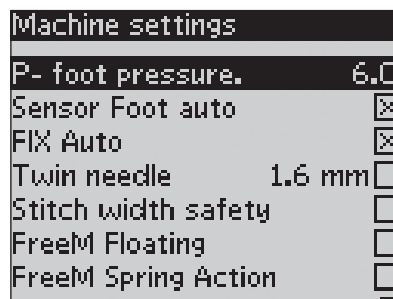 Machine settings
P- foot pressure. 6.0
Sensor Foot auto
FIX Auto
Twin needle 1.6 mm
Stitch width safety
FreeM Floating
FreeM Spring Action